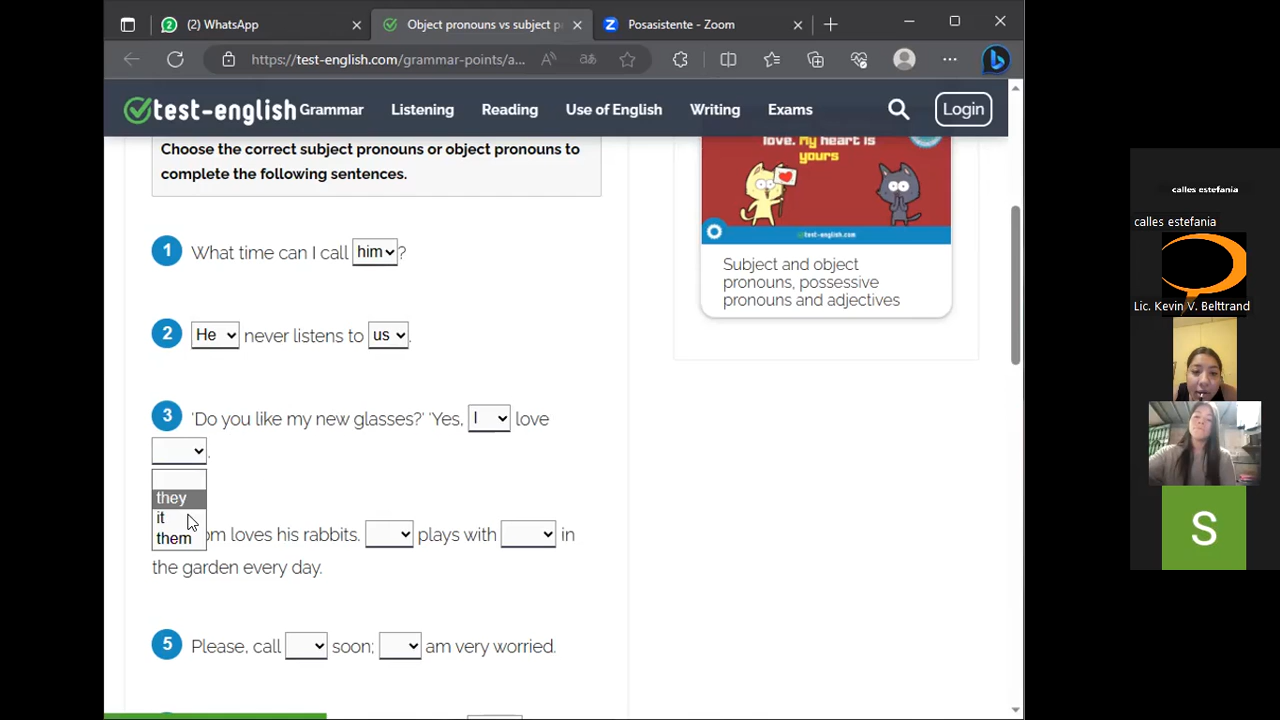 (2) WhatsApp
Object pronouns vs subject p
Posasistente - Zoom
https://test-english.com/grammar-points/a...
test-english
Grammar
Listening
Reading
Use of English
Writing
Exams
Login
Choose the correct subject pronouns or object pronouns to
complete the following sentences.
love. My heart is
yours
test-english.com
Subject and object
pronouns, possessive
pronouns and adjectives
1 What time can I call him ?
2 He never listens to us .
3 'Do you like my new glasses?' 'Yes, I love
.
they
it
them
om loves his rabbits. plays with in
the garden every day.
5 Please, call soon; am very worried.
calles estefania
calles estefania
Lic. Kevin V. Belttrand
S